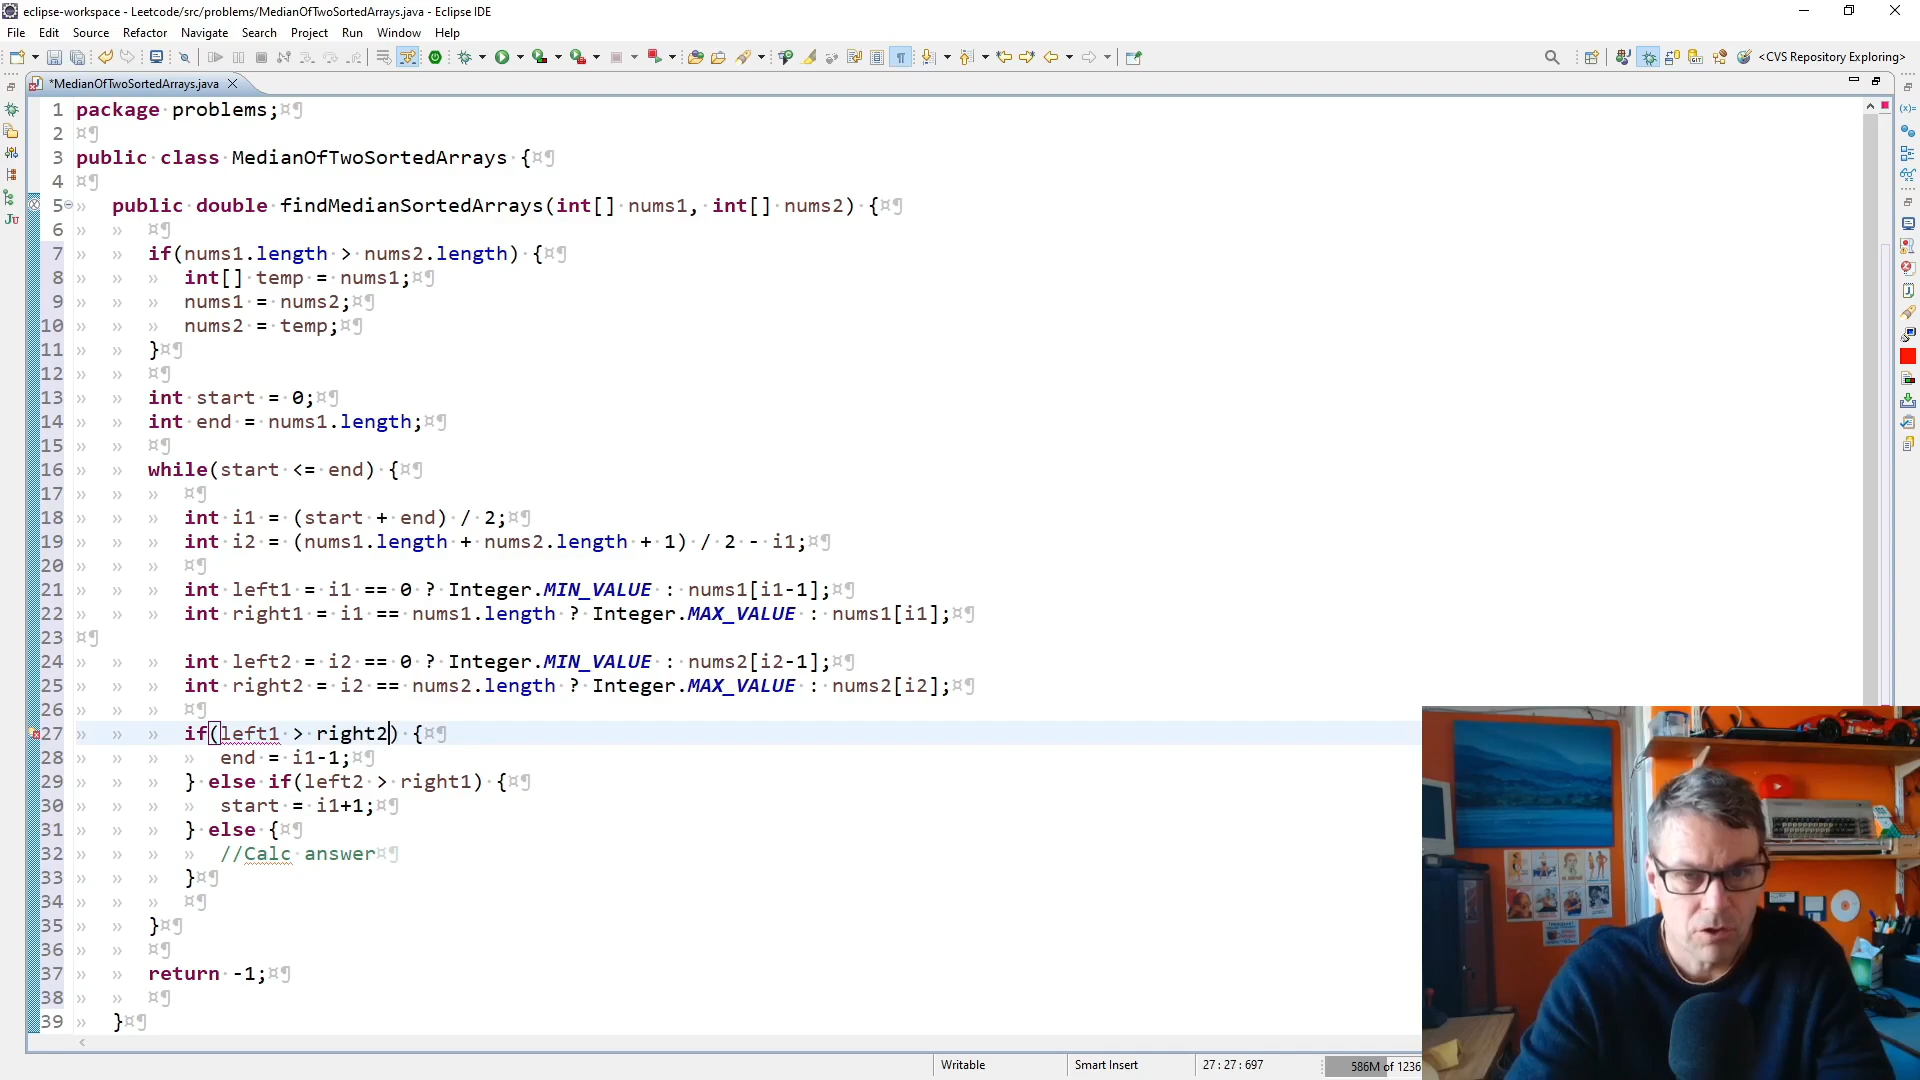 eclipse-workspace - Leetcode/src/problems/MedianOfTwoSortedArrays.java - Eclipse IDE
File Edit Source Refactor Navigate Search Project Run Window Help
<CVS Repository Exploring>
*MedianOfTwoSortedArrays.java
1 package problems;
2
3 public class MedianOfTwoSortedArrays {
4
5 public double findMedianSortedArrays(int[] nums1, int[] nums2) {
6
7 if(nums1.length > nums2.length) {
8 int[] temp = nums1;
9 nums1 = nums2;
10 nums2 = temp;
11 }
12
13 int start = 0;
14 int end = nums1.length;
15
16 while(start <= end) {
17
18 int i1 = (start + end) / 2;
19 int i2 = (nums1.length + nums2.length + 1) / 2 - i1;
20
21 int left1 = i1 == 0 ? Integer.MIN_VALUE : nums1[i1-1];
22 int right1 = i1 == nums1.length ? Integer.MAX_VALUE : nums1[i1];
23
24 int left2 = i2 == 0 ? Integer.MIN_VALUE : nums2[i2-1];
25 int right2 = i2 == nums2.length ? Integer.MAX_VALUE : nums2[i2];
26
27 if(left1 > right2) {
28 end = i1-1;
29 } else if(left2 > right1) {
30 start = i1+1;
31 } else {
32 //Calc answer
33 }
34
35 }
36
37 return -1;
38
39 }
Writable Smart Insert 27 : 27 : 697 586M of 1236